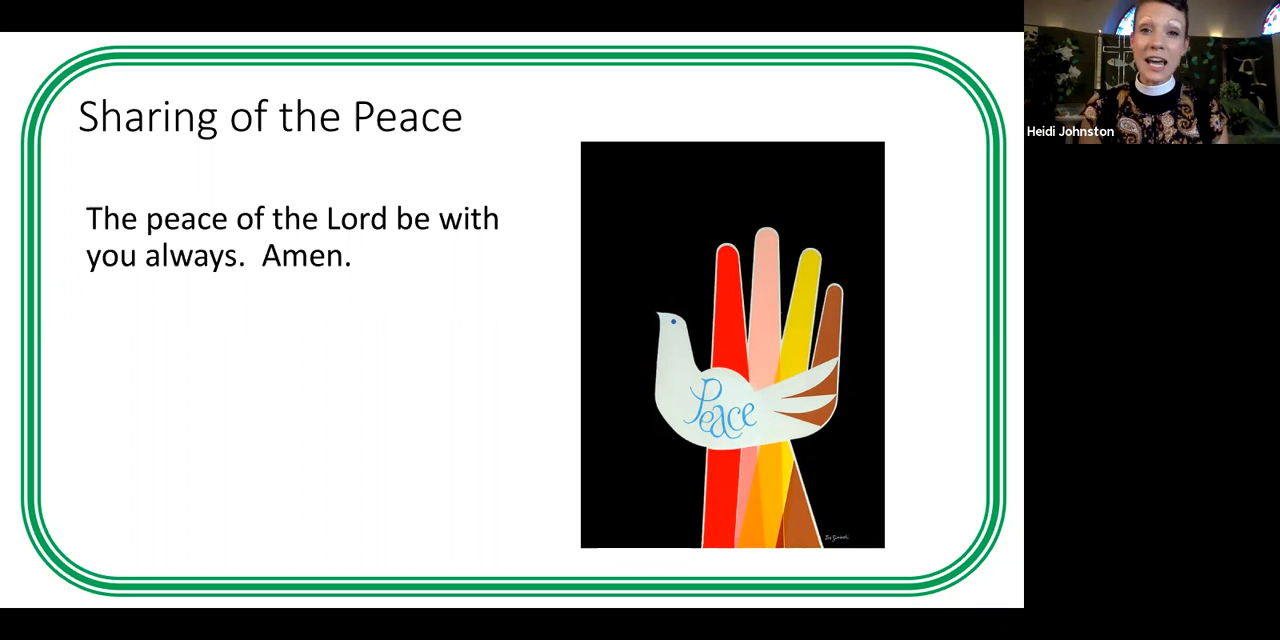 Sharing of the Peace
The peace of the Lord be with
you always.  Amen.
Peace
Heidi Johnston